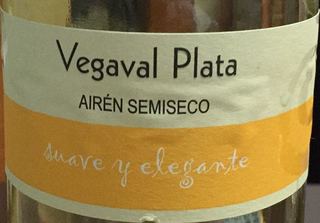 Vegaval Plata
AIRÉN SEMISECO
suave y elegante